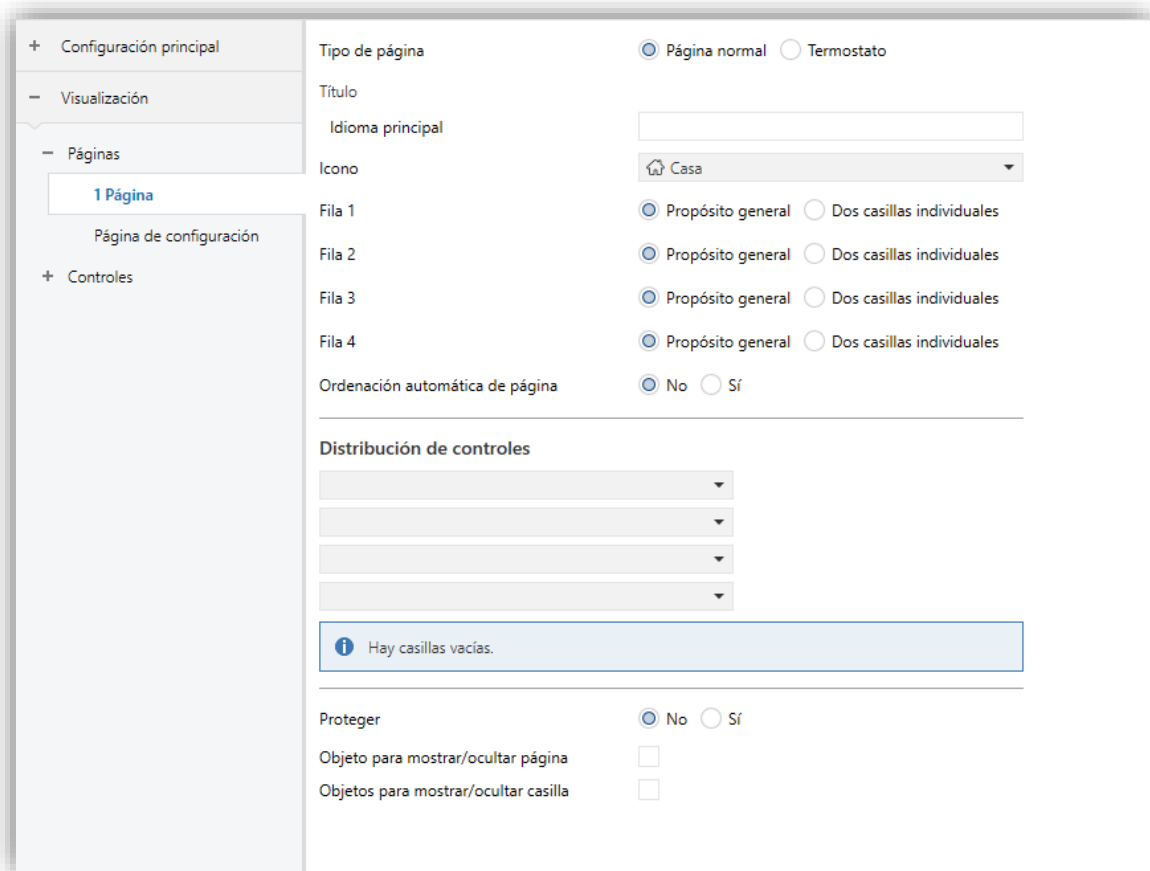 + Configuración principal
− Visualización
− Páginas
1 Página
Página de configuración
+ Controles
Tipo de página Página normal Termostato
Título
Idioma principal
Icono Casa
Fila 1 Propósito general Dos casillas individuales
Fila 2 Propósito general Dos casillas individuales
Fila 3 Propósito general Dos casillas individuales
Fila 4 Propósito general Dos casillas individuales
Ordenación automática de página No Sí
Distribución de controles
Hay casillas vacías.
Proteger No Sí
Objeto para mostrar/ocultar página
Objetos para mostrar/ocultar casilla